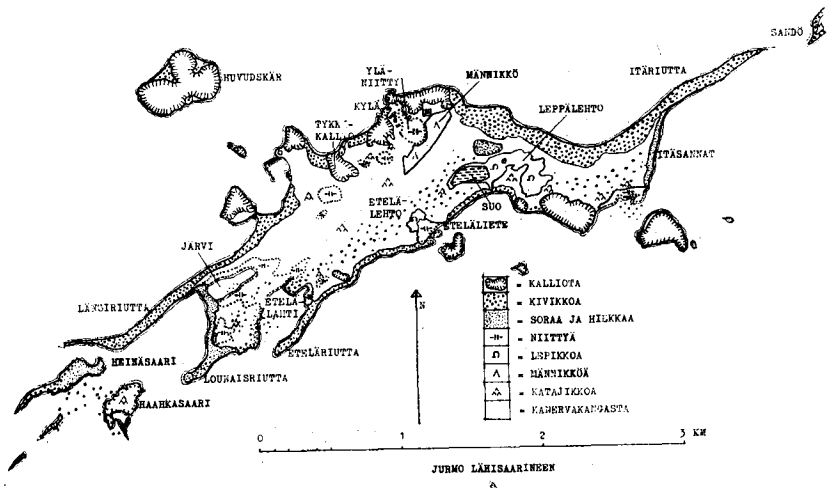 SANDÖ
HUVUDSKÄR
YLÄ-
NIITTY
MÄNNIKKÖ
ITÄRIUTTA
KYLÄ
LEPPÄLEHTO
ITÄSANNAT
ETELÄ-
LEHTO
SUO
ETELÄLIETE
JÄRVI
LÄNSIRIUTTA
ETELÄ-
LAHTI
ETELÄRIUTTA
HEINÄSAARI
LOUNAISRIUTTA
HAAHKASAARI
N
= KALLIOTA
= KIVIKKOA
= SORAA JA HIEKKAA
= NIITTYÄ
= LEPIKKOA
= MÄNNIKKÖÄ
= KATAJIKKOA
= KANERVAKANGASTA
0 1 2 3 KM
JURMO LÄHISAARINEEN